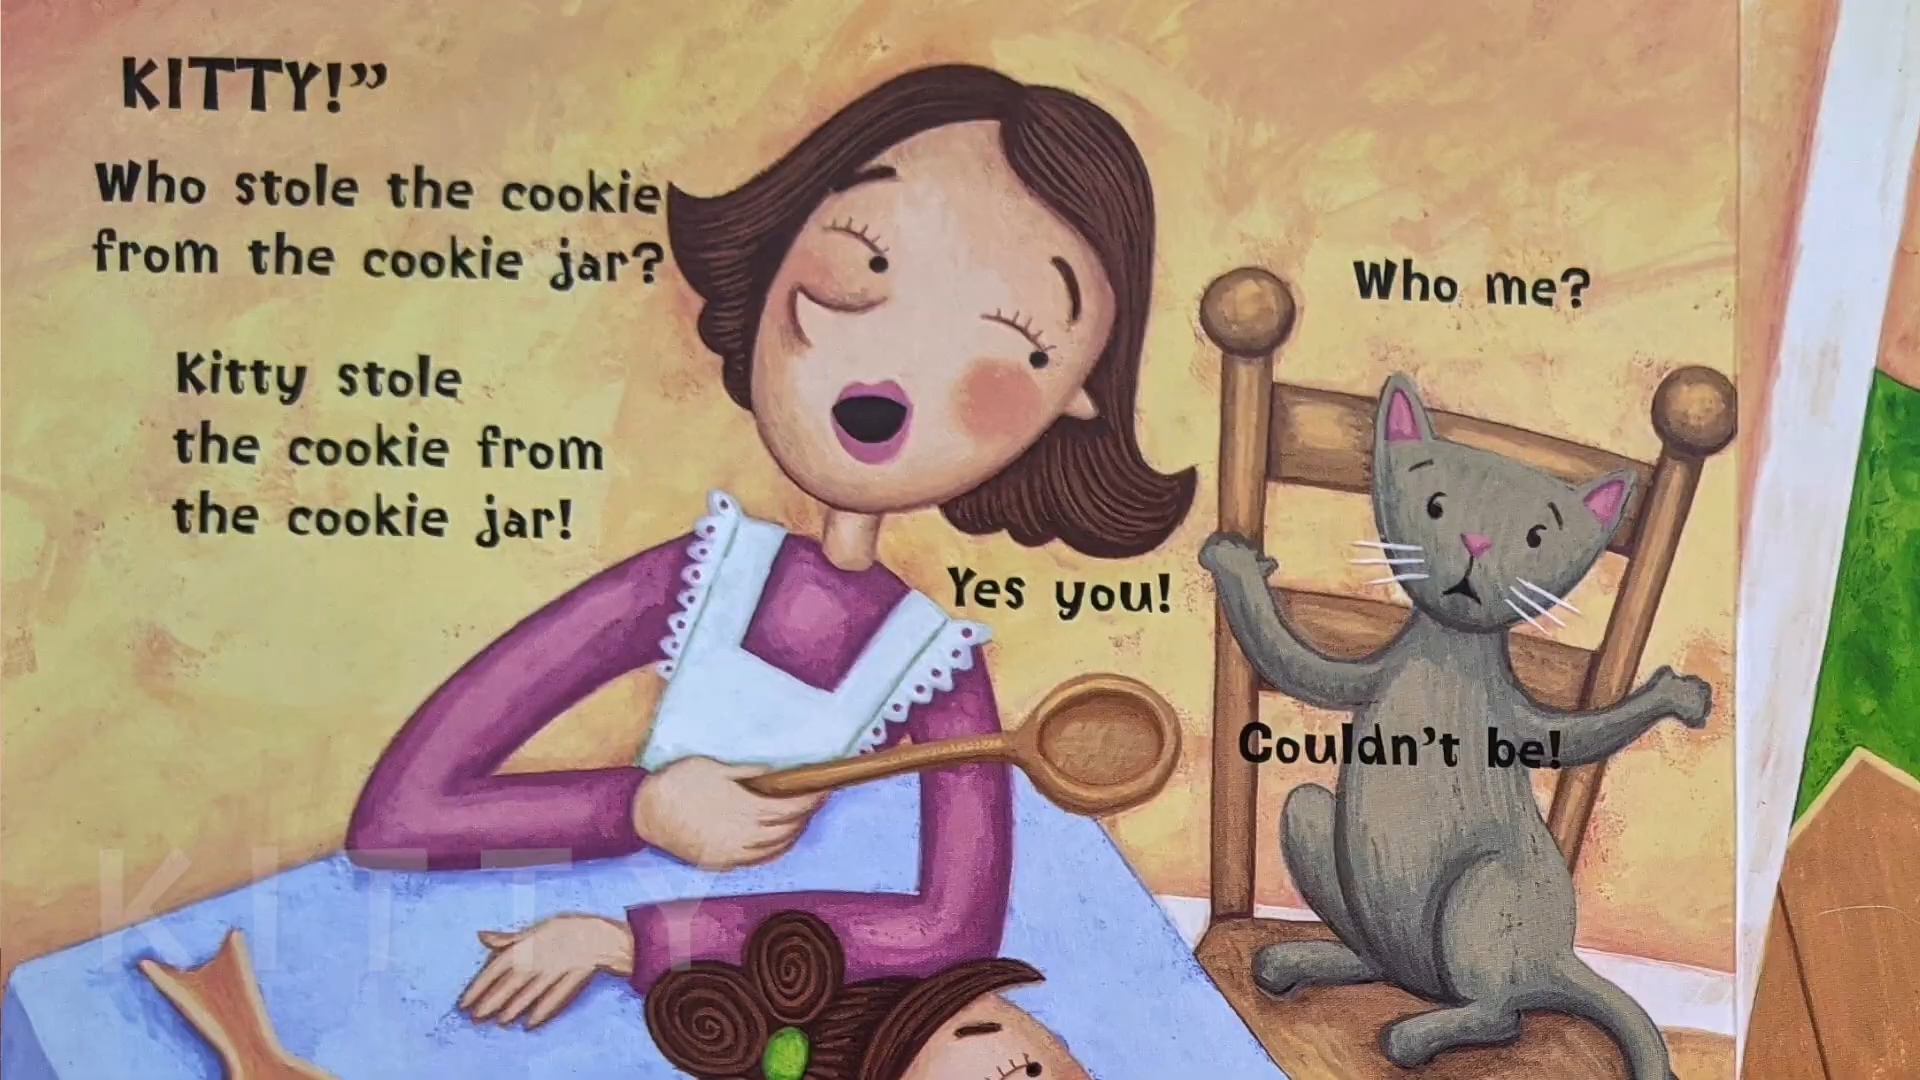 KITTY!”
Who stole the cookie
from the cookie jar?
Kitty stole
the cookie from
the cookie jar!
Who me?
Yes you!
Couldn’t be!
KITTY